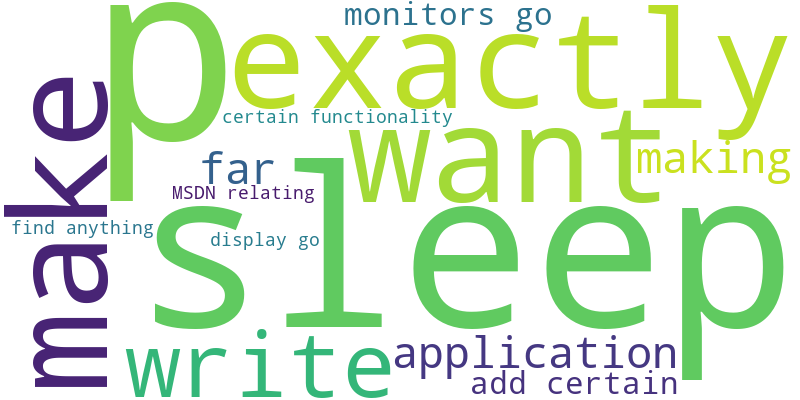 monitors go
p
exactly
make
certain functionality
want
far
making
MSDN relating
sleep
find anything
display go
write
application
add certain